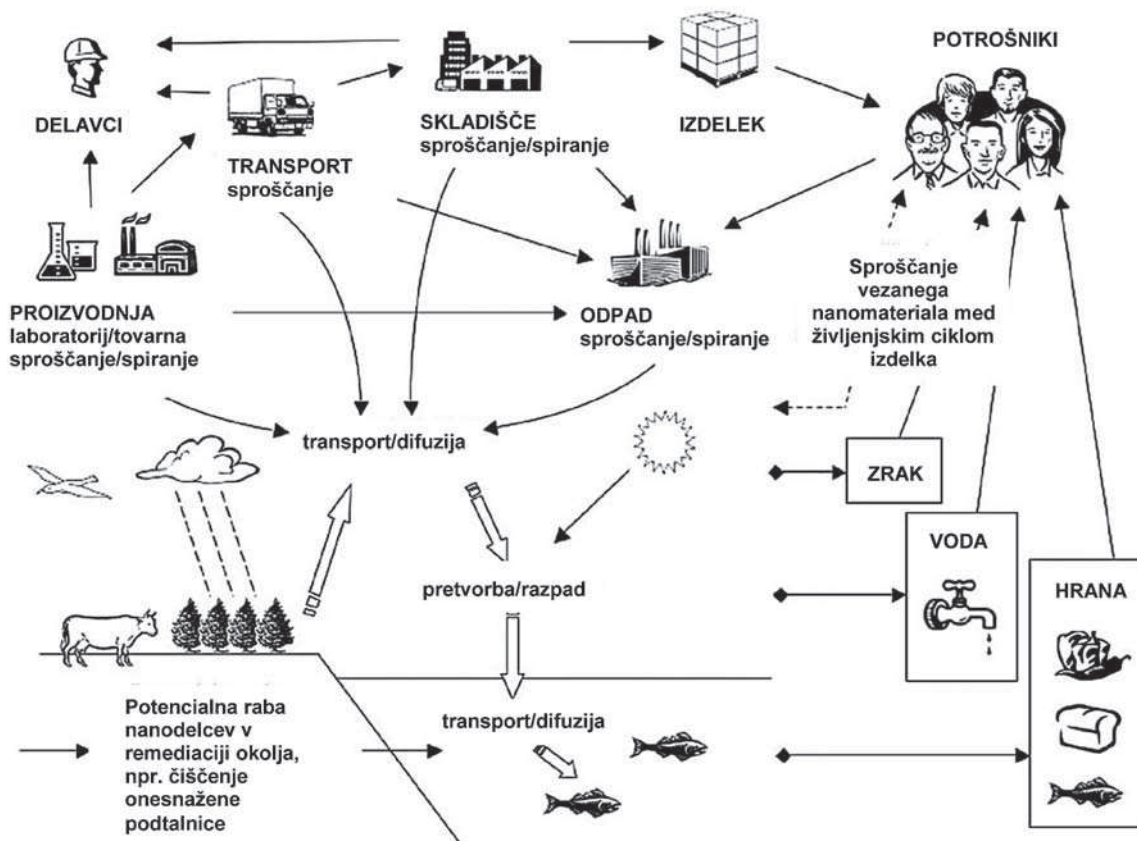 DELAVCI
TRANSPORT
sproščanje
SKLADIŠČE
sproščanje/spiranje
IZDELEK
POTROŠNIKI
PROIZVODNJA
laboratorij/tovarna
sproščanje/spiranje
ODPAD
sproščanje/spiranje
Sproščanje
vezanega
nanomateriala med
življenjskim ciklom
izdelka
transport/difuzija
ZRAK
VODA
HRANA
pretvorba/razpad
transport/difuzija
Potencialna raba
nanodelcev v
remediaciji okolja,
npr. čiščenje
onesnažene
podtalnice